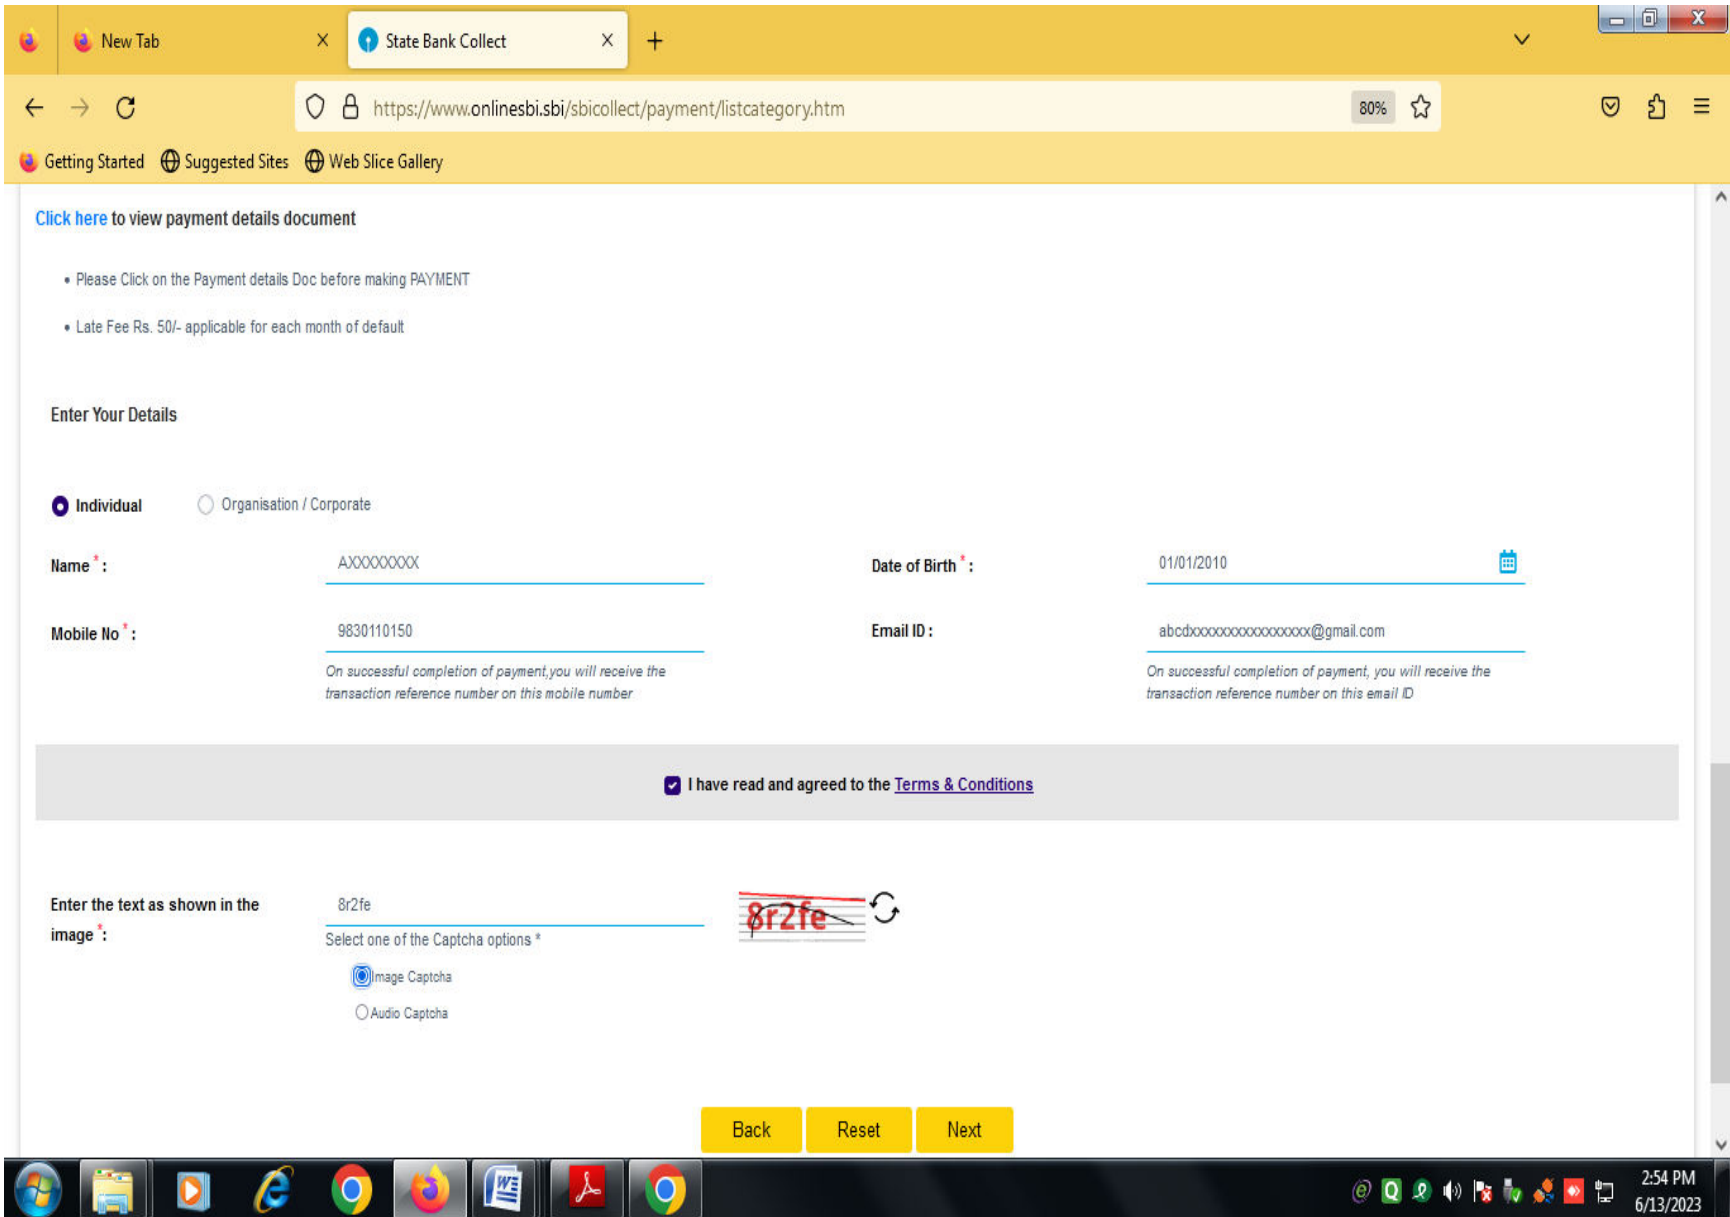 New Tab
State Bank Collect
https://www.onlinesbi.sbi/sbicollect/payment/listcategory.htm
80%
Getting Started Suggested Sites Web Slice Gallery
Click here to view payment details document
• Please Click on the Payment details Doc before making PAYMENT
• Late Fee Rs. 50/- applicable for each month of default
Enter Your Details
Individual Organisation / Corporate
Name * : AXXXXXXXX Date of Birth * : 01/01/2010
Mobile No * : 9830110150 Email ID : abcdxxxxxxxxxxxxxxxx@gmail.com
On successful completion of payment,you will receive the
transaction reference number on this mobile number
On successful completion of payment, you will receive the
transaction reference number on this email ID
I have read and agreed to the Terms & Conditions
Enter the text as shown in the
image *:
8r2fe
8r2fe
Select one of the Captcha options *
Image Captcha
Audio Captcha
Back Reset Next
2:54 PM
6/13/2023